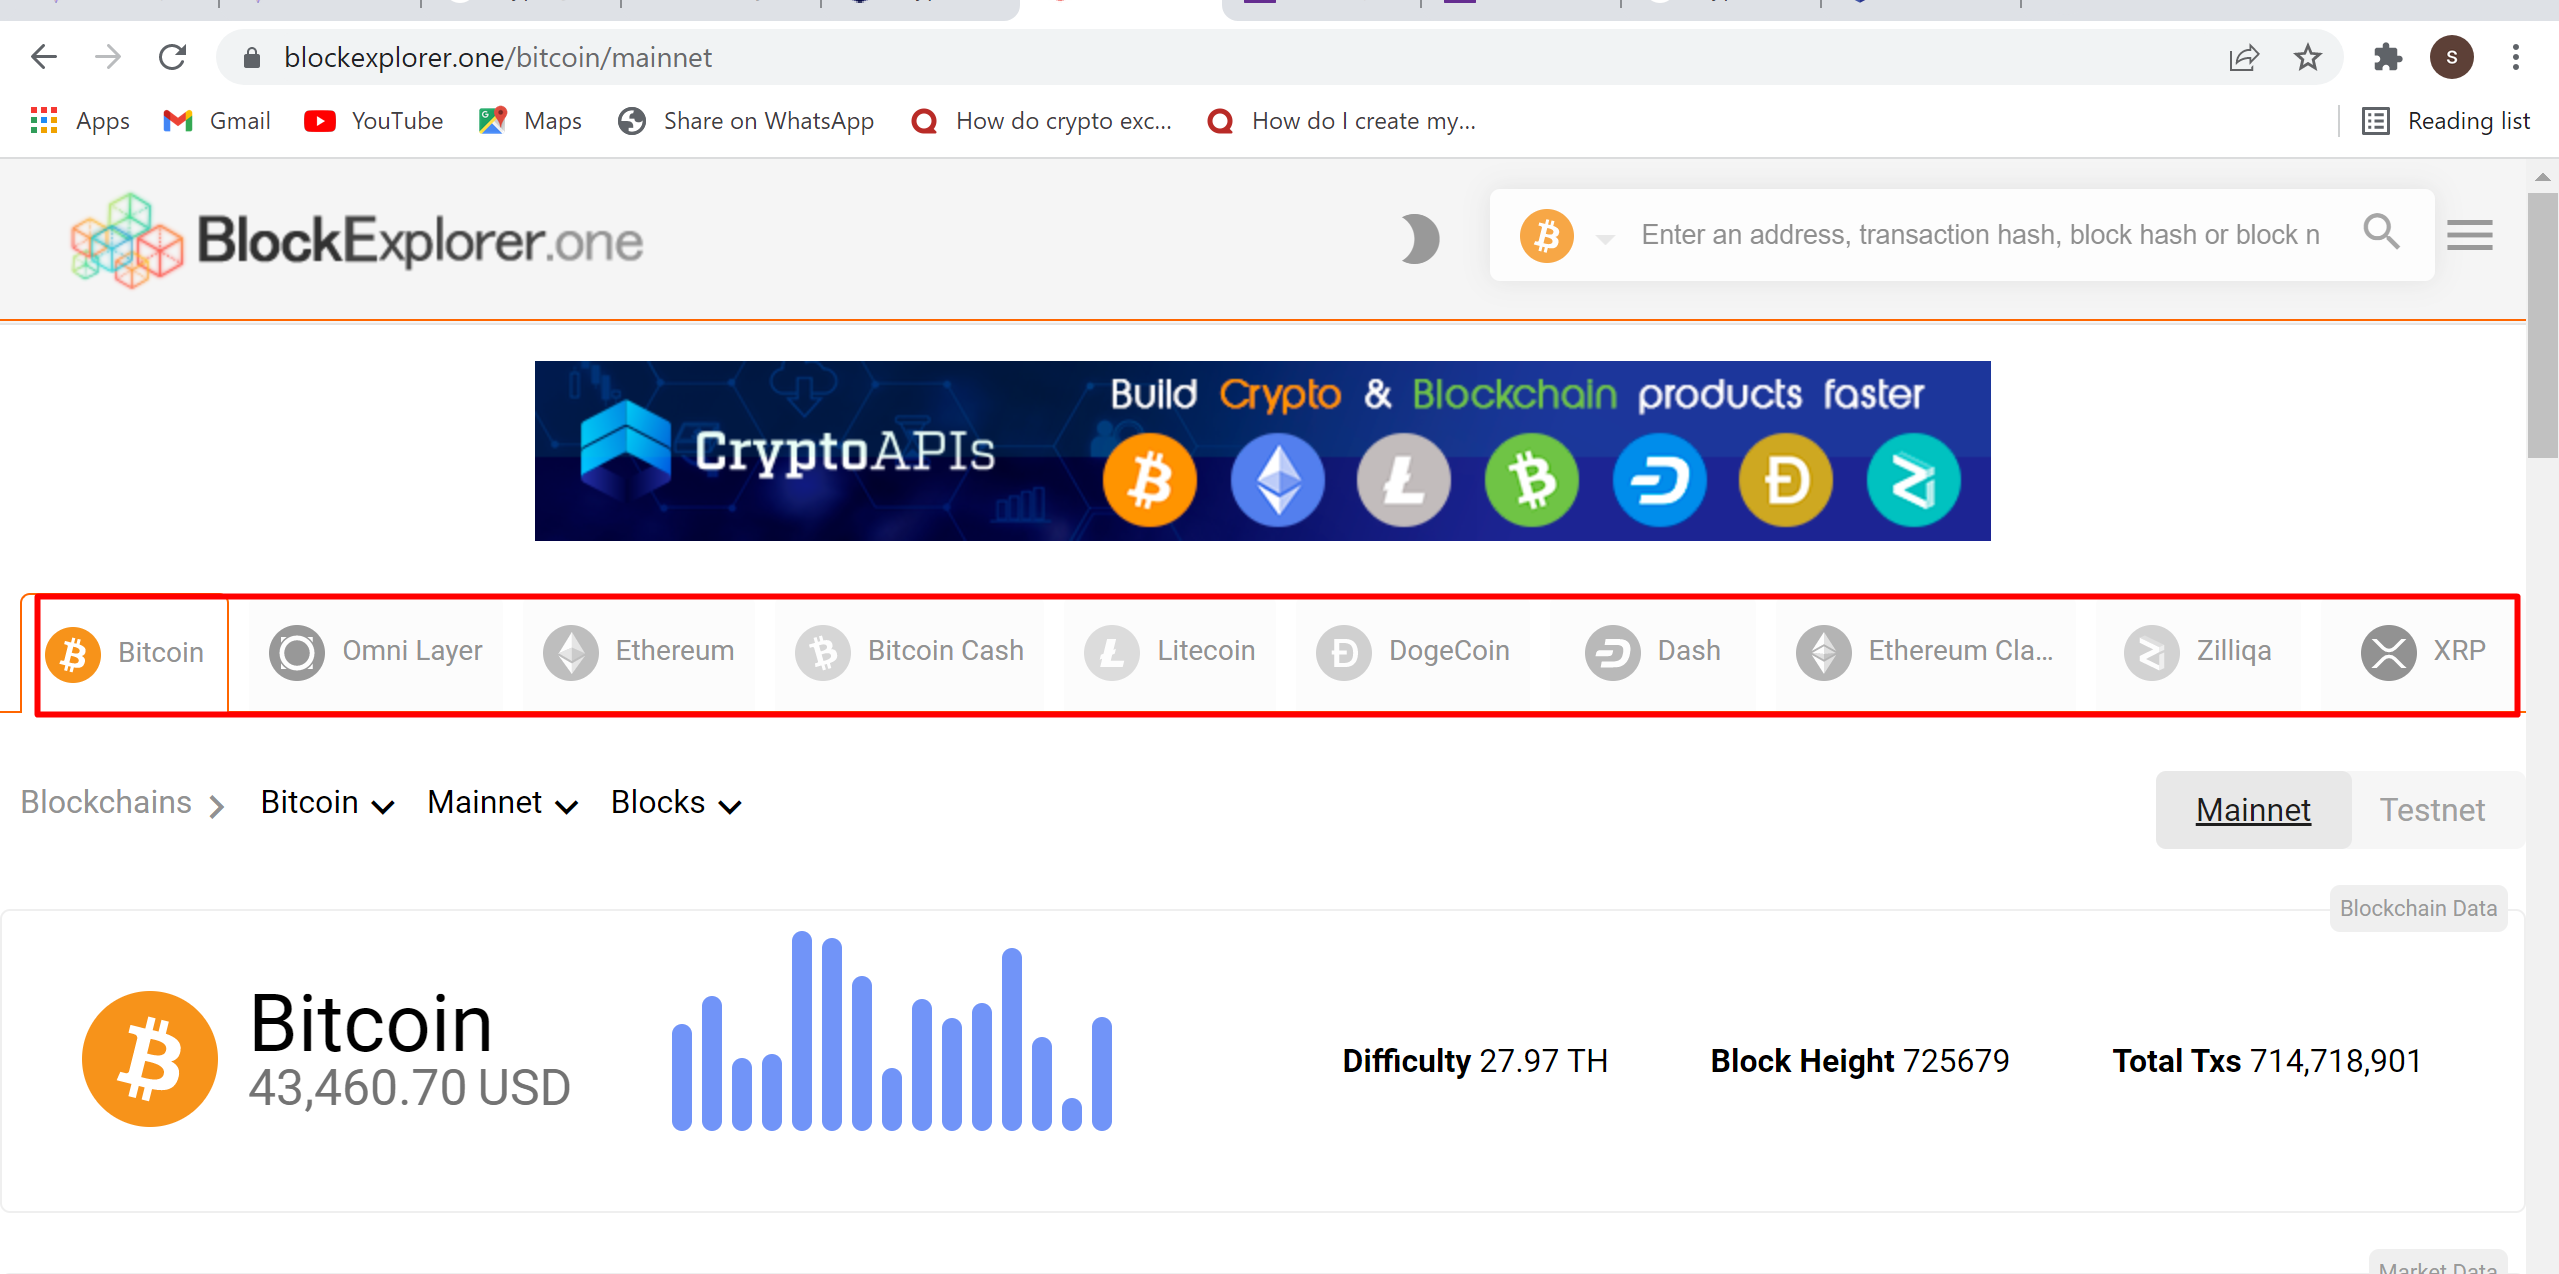 blockexplorer.one/bitcoin/mainnet
S
Apps Gmail YouTube Maps Share on WhatsApp How do crypto exc... How do I create my... Reading list
BlockExplorer.one
Enter an address, transaction hash, block hash or block n
CryptoAPIs
Build Crypto & Blockchain products faster
Bitcoin Omni Layer Ethereum Bitcoin Cash Litecoin DogeCoin Dash Ethereum Cla... Zilliqa XRP
Blockchains Bitcoin Mainnet Blocks
Mainnet Testnet
Blockchain Data
Bitcoin
43,460.70 USD
Difficulty 27.97 TH Block Height 725679 Total Txs 714,718,901
Market Data